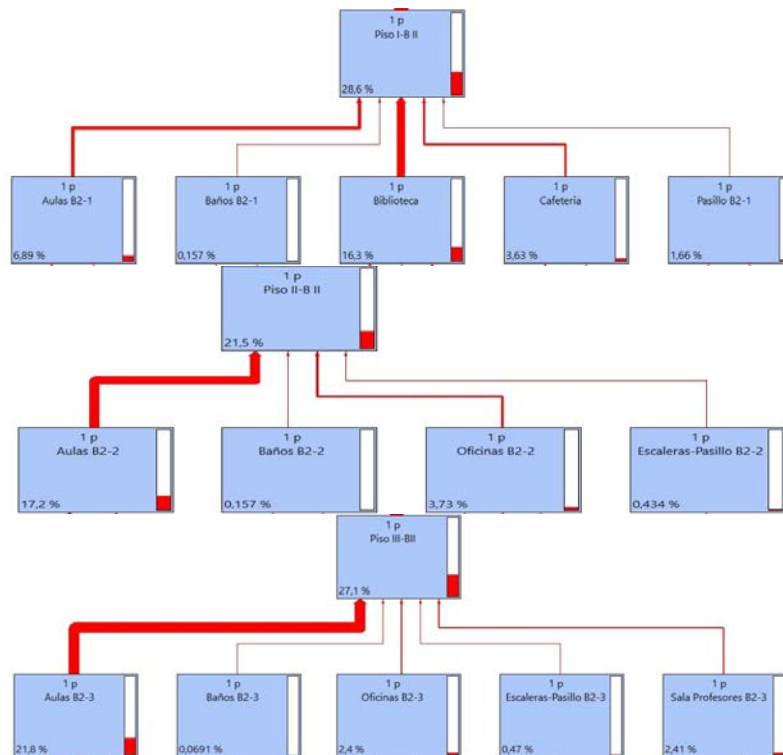 1 p
Piso I-B II
28,6 %
1 p
Aulas B2-1
6,89 %
1 p
Baños B2-1
0,157 %
1 p
Biblioteca
16,3 %
1 p
Cafeteria
3,63 %
1 p
Pasillo B2-1
1,66 %
1 p
Piso II-B II
21,5 %
1 p
Aulas B2-2
17,2 %
1 p
Baños B2-2
0,157 %
1 p
Oficinas B2-2
3,73 %
1 p
Escaleras-Pasillo B2-2
0,434 %
1 p
Piso III-BII
27,1 %
1 p
Aulas B2-3
21,8 %
1 p
Baños B2-3
0,0691 %
1 p
Oficinas B2-3
2,4 %
1 p
Escaleras-Pasillo B2-3
0,47 %
1 p
Sala Profesores B2-3
2,41 %